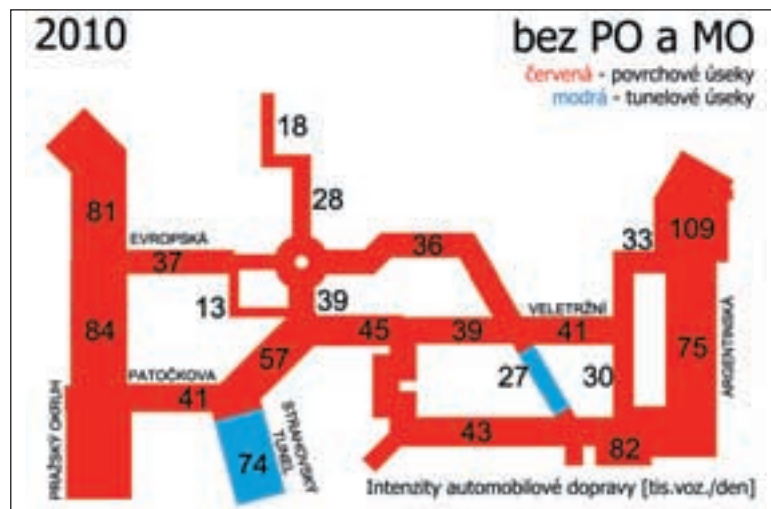 2010
bez PO a MO
červená - povrchové úseky
modrá - tunelové úseky
18
28
81
EVROPSKÁ
37
36
33
109
13
39
VELETRŽNÍ
45
39
41
84
57
27
30
75
ARGENTINSKÁ
PATOČKOVA
41
PRAŽSKÝ OKRUH
STRAHOVSKÝ
TUNEL
74
43
82
Intenzity automobilové dopravy [tis.voz./den]